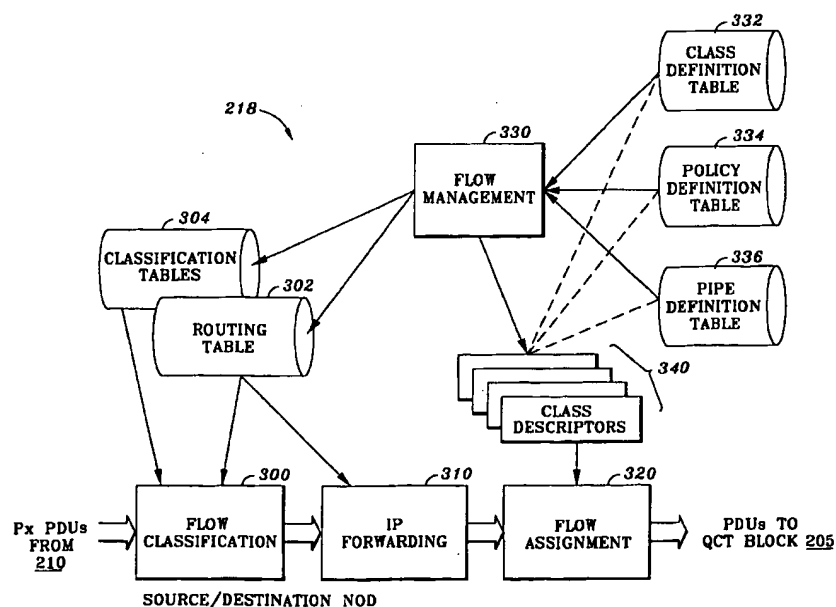 332
CLASS
DEFINITION
TABLE
218
330
FLOW
MANAGEMENT
334
POLICY
DEFINITION
TABLE
304
CLASSIFICATION
TABLES
302
ROUTING
TABLE
336
PIPE
DEFINITION
TABLE
340
CLASS
DESCRIPTORS
300
FLOW
CLASSIFICATION
310
IP
FORWARDING
320
FLOW
ASSIGNMENT
Px PDUs
FROM
210
PDUs TO
QCT BLOCK 205
SOURCE/DESTINATION NOD